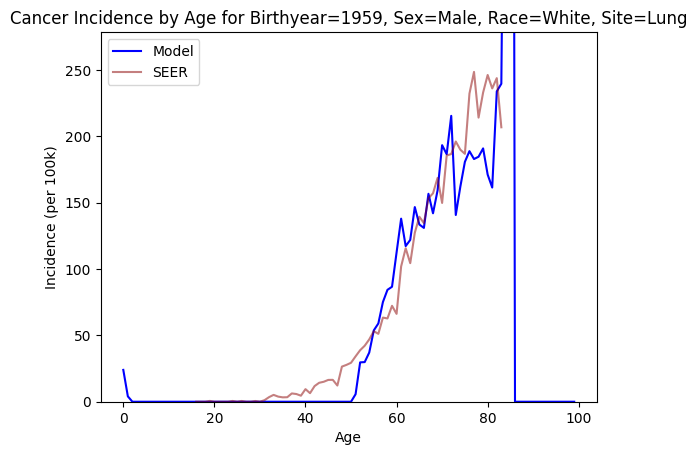 Cancer Incidence by Age for Birthyear=1959, Sex=Male, Race=White, Site=Lung
Model
SEER
250
200
150
100
50
0
Incidence (per 100k)
0 20 40 60 80 100
Age